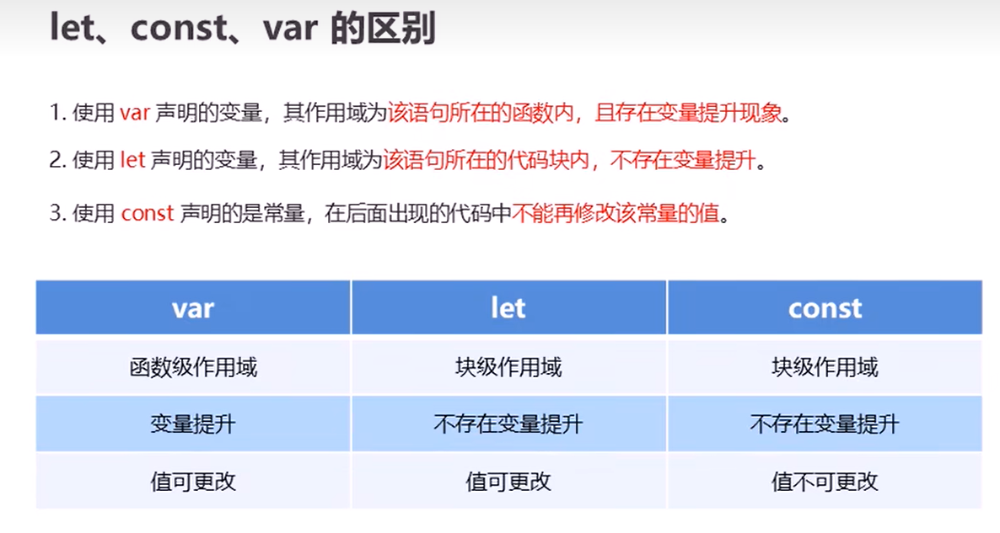 let、const、var 的区别
1. 使用 var 声明的变量，其作用域为该语句所在的函数内，且存在变量提升现象。
2. 使用 let 声明的变量，其作用域为该语句所在的代码块内，不存在变量提升。
3. 使用 const 声明的是常量，在后面出现的代码中不能再修改该常量的值。
var let const
函数级作用域 块级作用域 块级作用域
变量提升 不存在变量提升 不存在变量提升
值可更改 值可更改 值不可更改